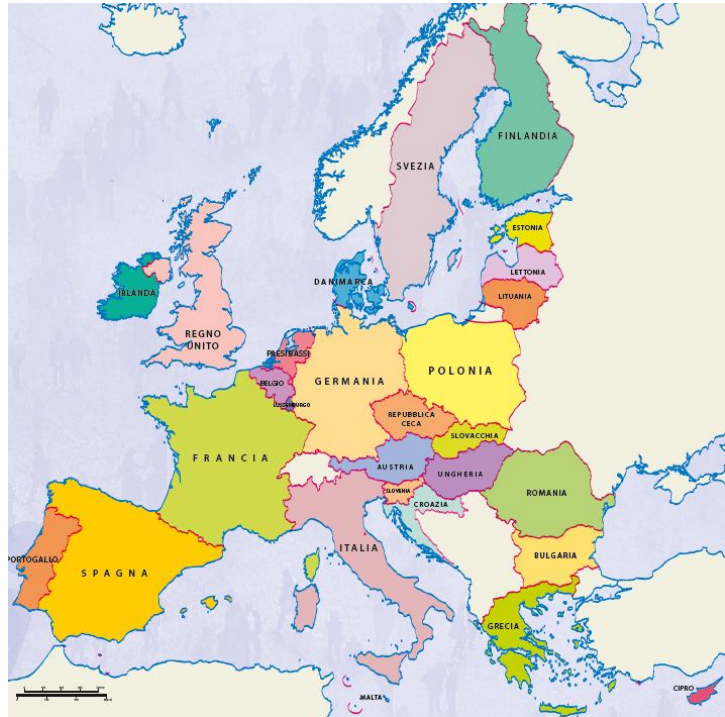 FINLANDIA
SVEZIA
ESTONIA
LETTONIA
DANIMARCA
IRLANDA
LITUANIA
REGNO
UNITO
PAESI BASSI
POLONIA
BELGIO
GERMANIA
LUSSEMBURGO
REPUBBLICA
CECA
SLOVACCHIA
FRANCIA
AUSTRIA
UNGHERIA
SLOVENIA
ROMANIA
CROAZIA
ITALIA
BULGARIA
PORTOGALLO
SPAGNA
GRECIA
CIPRO
MALTA